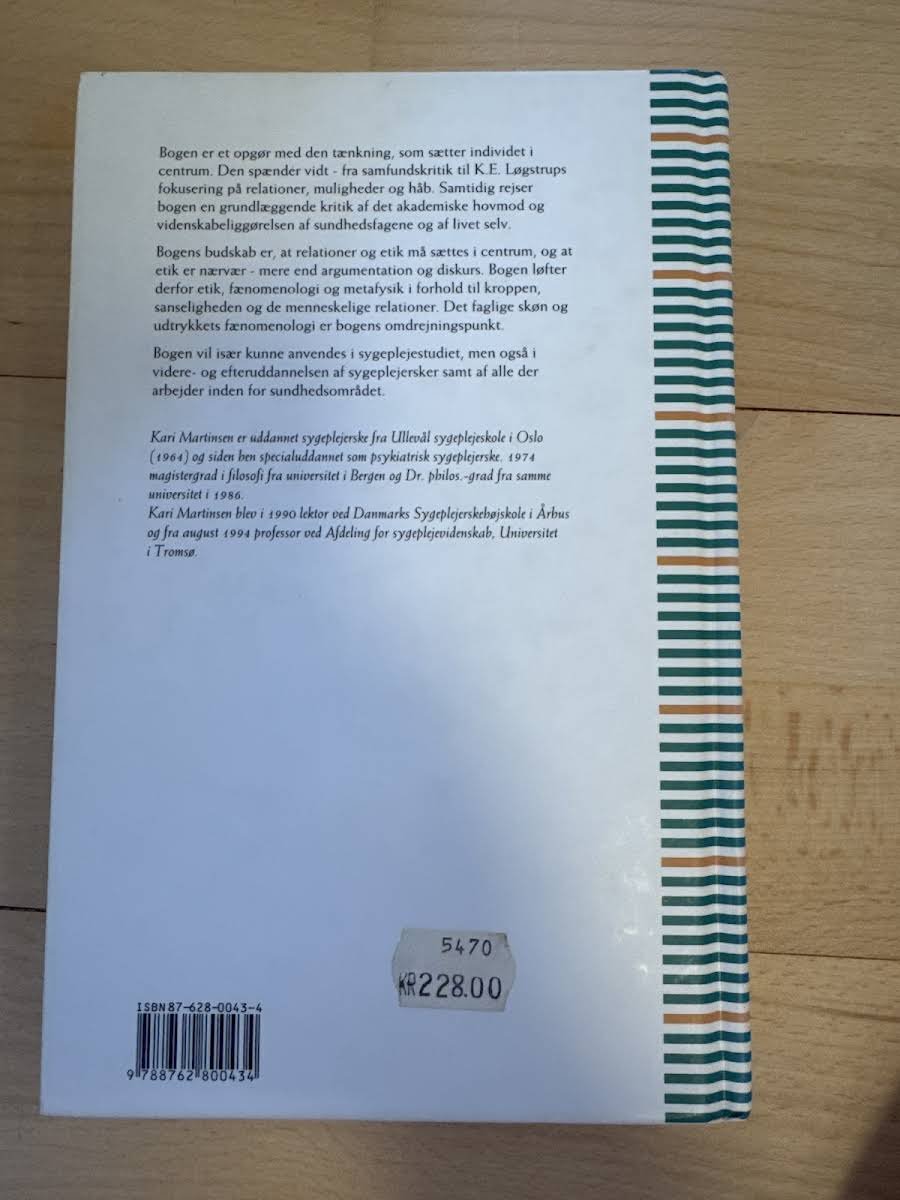 Bogen er et opgør med den tænkning, som sætter individet i
centrum. Den spænder vidt - fra samfundskritik til K.E. Løgstrups
fokusering på relationer, muligheder og håb. Samtidig rejser
bogen en grundlæggende kritik af det akademiske hovmod og
videnskabeliggørelsen af sundhedsfagene og af livet selv.
Bogens budskab er, at relationer og etik må sættes i centrum, og at
etik er nærvær - mere end argumentation og diskurs. Bogen løfter
derfor etik, fænomenologi og metafysik i forhold til kroppen,
sanseligheden og de menneskelige relationer. Det faglige skøn og
udtrykkets fænomenologi er bogens omdrejningspunkt.
Bogen vil især kunne anvendes i sygeplejestudiet, men også i
videre- og efteruddannelsen af sygeplejersker samt af alle der
arbejder inden for sundhedsområdet.
Kari Martinsen er uddannet sygeplejerske fra Ullevål sygeplejeskole i Oslo
(1964) og siden hen specialuddannet som psykiatrisk sygeplejerske. 1974
magistergrad i filosofi fra universitet i Bergen og Dr. philos.-grad fra samme
universitet i 1986.
Kari Martinsen blev i 1990 lektor ved Danmarks Sygeplejerskehøjskole i Århus
og fra august 1994 professor ved Afdeling for sygeplejevidenskab, Universitet
i Tromsø.
5470
KR228.00
ISBN 87-628-0043-4
9 788762 800434